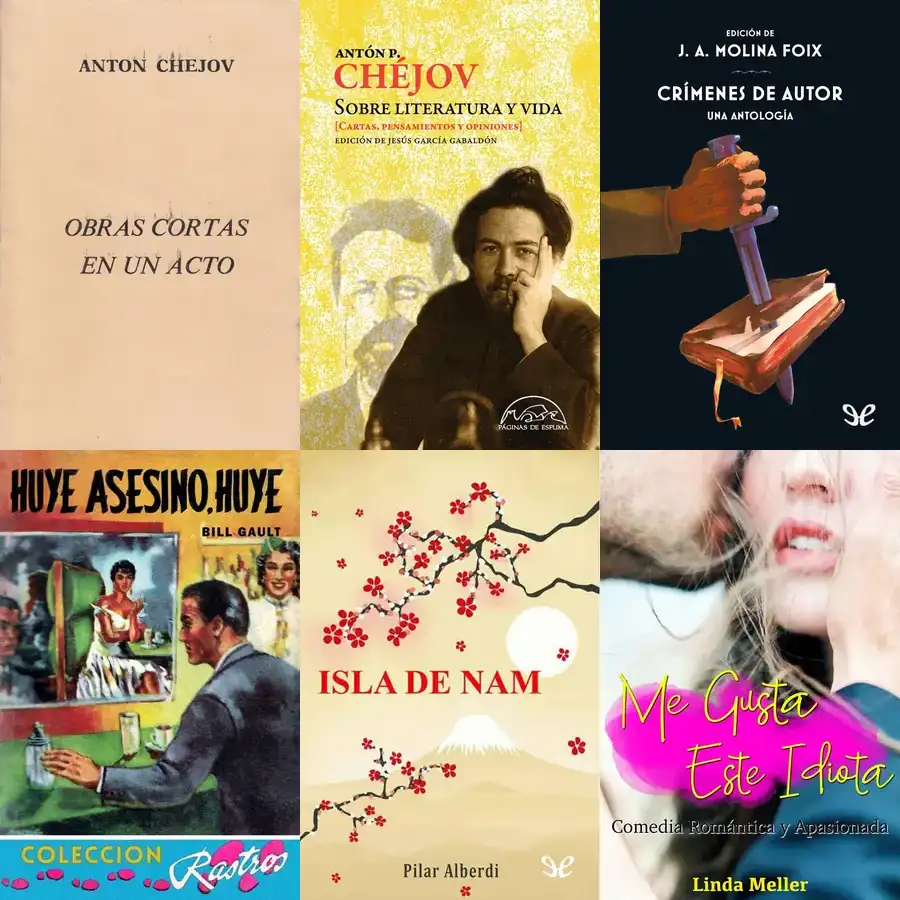 ANTON CHEJOV
OBRAS CORTAS
EN UN ACTO
ANTÓN P.
CHÉJOV
SOBRE LITERATURA Y VIDA
[CARTAS, PENSAMIENTOS Y OPINIONES]
EDICIÓN DE JESÚS GARCÍA GABALDÓN
PÁGINAS DE ESPUMA
EDICIÓN DE
J. A. MOLINA FOIX
CRÍMENES DE AUTOR
UNA ANTOLOGÍA
HUYE ASESINO, HUYE
BILL GAULT
COLECCION Rastros
ISLA DE NAM
Pilar Alberdi
Me Gusta
Este Idiota
Comedia Romántica y Apasionada
Linda Meller